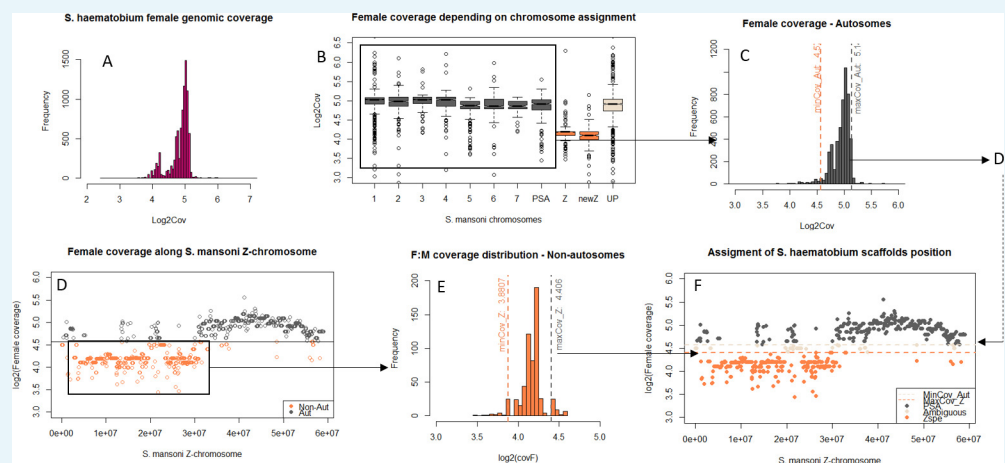 S. haematobium female genomic coverage
A
Frequency
0 500 1000 1500
2 3 4 5 6 7
Log2Cov
Female coverage depending on chromosome assignment
B
Log2Cov
3.0 3.5 4.0 4.5 5.0 5.5 6.0 6.5
1 2 3 4 5 6 7 PSA Z newZ UP
S. mansoni chromosomes
Female coverage - Autosomes
C
Frequency
0 200 400 600 800 1200
minCov_Aut 4.5
maxCov_Aut: 5.1
3.0 3.5 4.0 4.5 5.0 5.5 6.0
Log2Cov
D
Female coverage along S. mansoni Z-chromosome
D
log2(Female coverage)
3.0 3.5 4.0 4.5 5.0 5.5 6.0
Non-Aut
Aut
0e+00 1e+07 2e+07 3e+07 4e+07 5e+07 6e+07
S. mansoni Z-chromosome
F:M coverage distribution - Non-autosomes
E
Frequency
0 50 100 200
minCov_Z 3.8807
maxCov_Z: 4.406
3.0 3.5 4.0 4.5 5.0
log2(covF)
Assigment of S. haematobium scaffolds position
F
log2(Female coverage)
3.0 3.5 4.0 4.5 5.0 5.5 6.0
MinCov_Aut
MaxCov_Z
PSA
Ambiguous
Zspe
0e+00 1e+07 2e+07 3e+07 4e+07 5e+07 6e+07
S. mansoni Z-chromosome